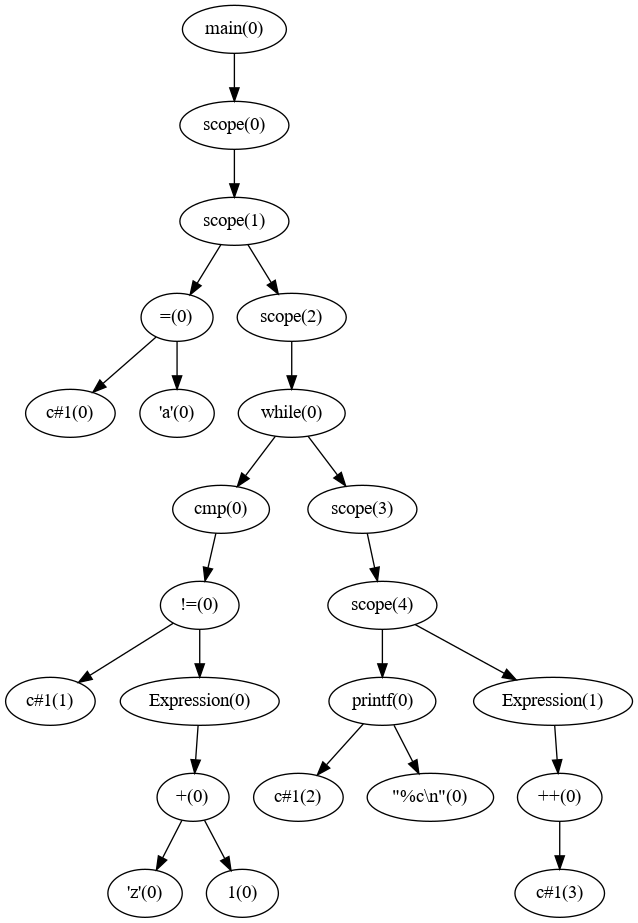 main(0)
scope(0)
scope(1)
=(0)
scope(2)
c#1(0)
'a'(0)
while(0)
cmp(0)
scope(3)
!=(0)
scope(4)
c#1(1)
Expression(0)
printf(0)
Expression(1)
+(0)
c#1(2)
"%c\n"(0)
++(0)
'z'(0)
1(0)
c#1(3)